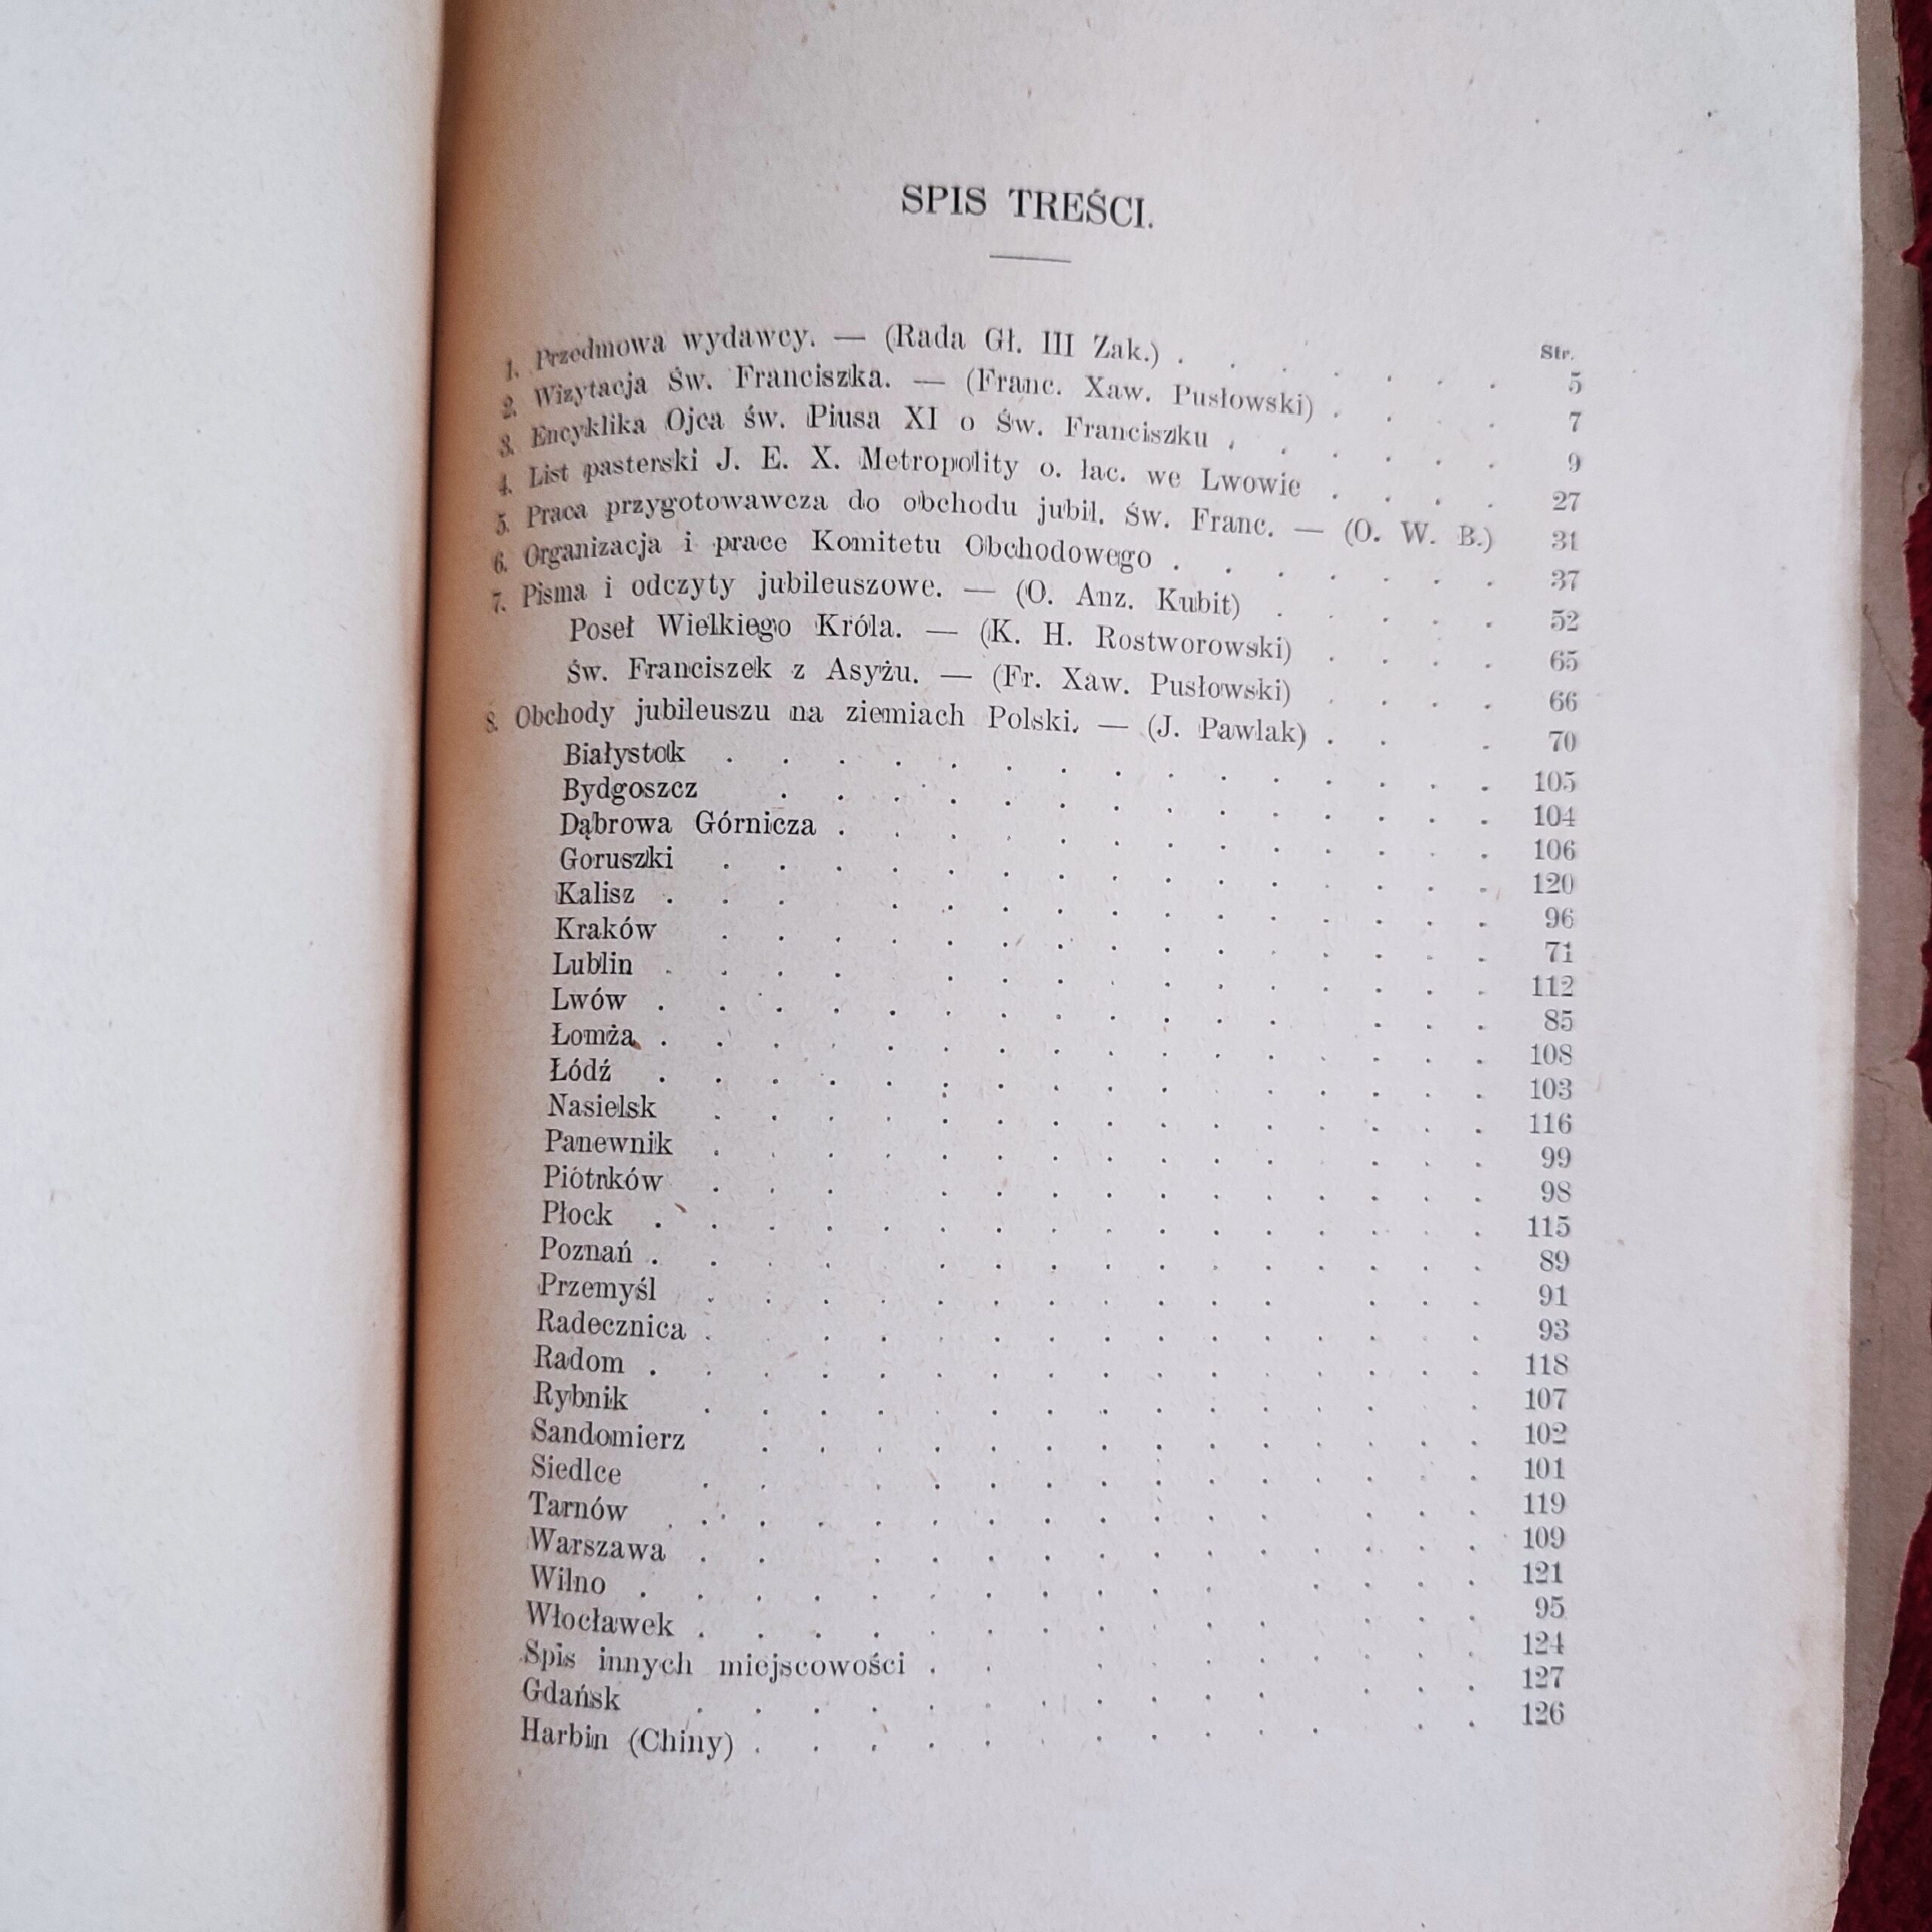 SPIS TREŚCI.
Str.
1. Przedmowa wydawcy. — (Rada Gł. III Zak.) . . . . . . . 5
2. Wizytacja Św. Franciszka. — (Franc. Xaw. Pusłowski) . . . . 7
3. Encyklika Ojca św. Piusa XI o Św. Franciszku . . . . . . 9
4. List pasterski J. E. X. Metropolity o. łac. we Lwowie . . . . 27
5. Praca przygotowawcza do obchodu jubil. Św. Franc. — (O. W. B.) 31
6. Organizacja i prace Komitetu Obchodowego . . . . . . . 37
7. Pisma i odczyty jubileuszowe. — (O. Anz. Kubit) . . . . . 52
Poseł Wielkiego Króla. — (K. H. Rostworowski) . . . . 65
Św. Franciszek z Asyżu. — (Fr. Xaw. Pusłowski) . . . . 66
8. Obchody jubileuszu na ziemiach Polski. — (J. Pawlak) . . . 70
Białystok . . . . . . . . . . . . . . . 105
Bydgoszcz . . . . . . . . . . . . . . 104
Dąbrowa Górnicza . . . . . . . . . . . . 106
Goruszki . . . . . . . . . . . . . . . 120
Kalisz . . . . . . . . . . . . . . . 96
Kraków . . . . . . . . . . . . . . . 71
Lublin . . . . . . . . . . . . . . . 112
Lwów . . . . . . . . . . . . . . . 85
Łomża . . . . . . . . . . . . . . . 108
Łódź . . . . . . . . . . . . . . . 103
Nasielsk . . . . . . . . . . . . . . . 116
Panewnik . . . . . . . . . . . . . . . 99
Piótrków . . . . . . . . . . . . . . 98
Płock . . . . . . . . . . . . . . . 115
Poznań . . . . . . . . . . . . . . . 89
Przemyśl . . . . . . . . . . . . . . 91
Radecznica . . . . . . . . . . . . . . 93
Radom . . . . . . . . . . . . . . . 118
Rybnik . . . . . . . . . . . . . . 107
Sandomierz . . . . . . . . . . . . . . 102
Siedlce . . . . . . . . . . . . . . 101
Tarnów . . . . . . . . . . . . . . . 119
Warszawa . . . . . . . . . . . . . . 109
Wilno . . . . . . . . . . . . . . . 121
Włocławek . . . . . . . . . . . . . . 95
Spis innych miejscowości . . . . . . . . . . 124
Gdańsk . . . . . . . . . . . . . . 127
Harbin (Chiny) . . . . . . . . . . . . . 126